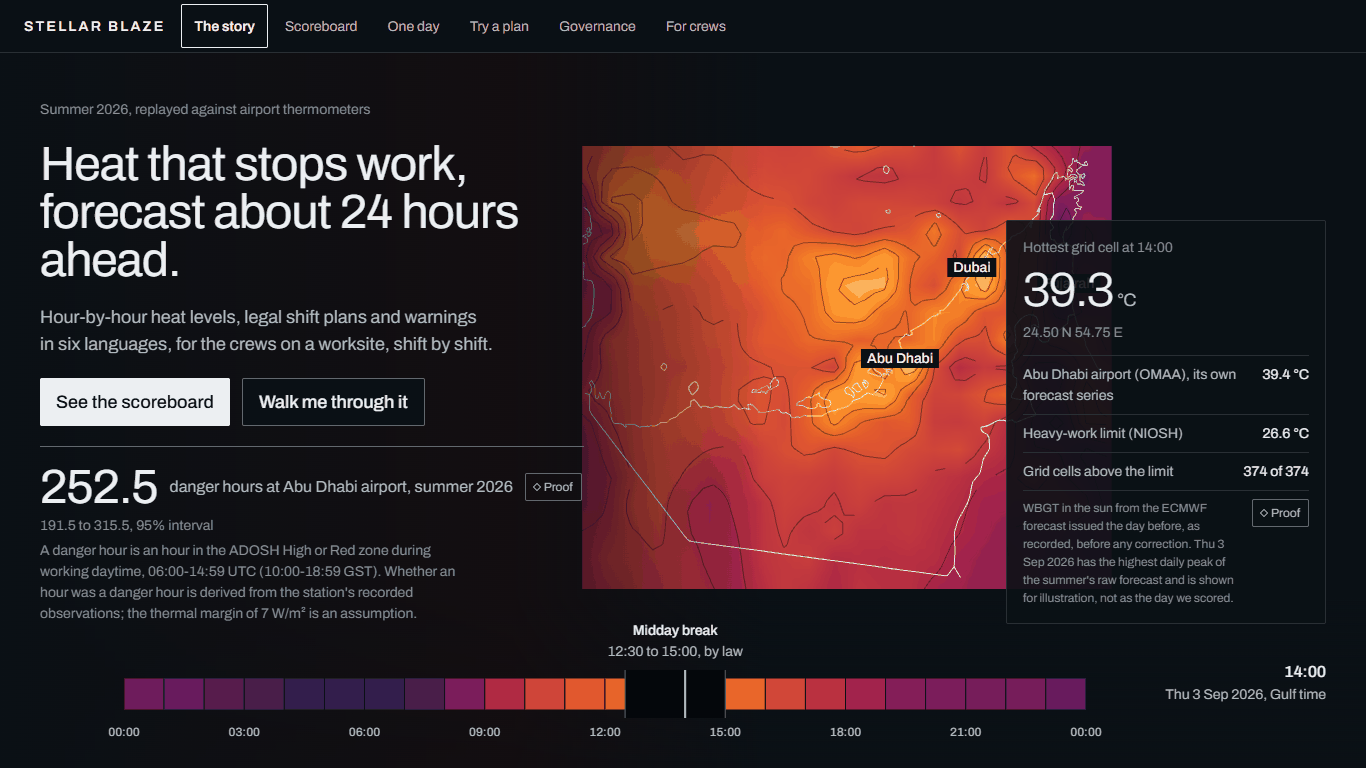 STELLAR BLAZE
The story
Scoreboard
One day
Try a plan
Governance
For crews
Summer 2026, replayed against airport thermometers
Heat that stops work,
forecast about 24 hours
ahead.
Hour-by-hour heat levels, legal shift plans and warnings
in six languages, for the crews on a worksite, shift by shift.
See the scoreboard
Walk me through it
252.5 danger hours at Abu Dhabi airport, summer 2026
◇ Proof
191.5 to 315.5, 95% interval
A danger hour is an hour in the ADOSH High or Red zone during
working daytime, 06:00-14:59 UTC (10:00-18:59 GST). Whether an
hour was a danger hour is derived from the station's recorded
observations; the thermal margin of 7 W/m² is an assumption.
Dubai
Abu Dhabi
Hottest grid cell at 14:00
39.3 °C
24.50 N 54.75 E
Abu Dhabi airport (OMAA), its own
forecast series
39.4 °C
Heavy-work limit (NIOSH) 26.6 °C
Grid cells above the limit 374 of 374
WBGT in the sun from the ECMWF
forecast issued the day before, as
recorded, before any correction. Thu 3
Sep 2026 has the highest daily peak of
the summer's raw forecast and is shown
for illustration, not as the day we scored.
◇ Proof
Midday break
12:30 to 15:00, by law
14:00
Thu 3 Sep 2026, Gulf time
00:00 03:00 06:00 09:00 12:00 15:00 18:00 21:00 00:00